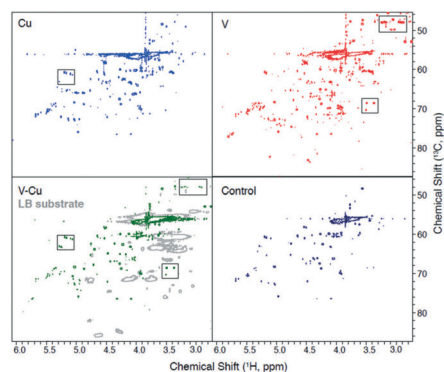 Cu
V
50
60
70
80
V-Cu
LB substrate
Control
50
60
70
80
Chemical Shift (¹³C, ppm)
6.0 5.5 5.0 4.5 4.0 3.5 3.0 6.0 5.5 5.0 4.5 4.0 3.5 3.0
Chemical Shift (¹H, ppm)